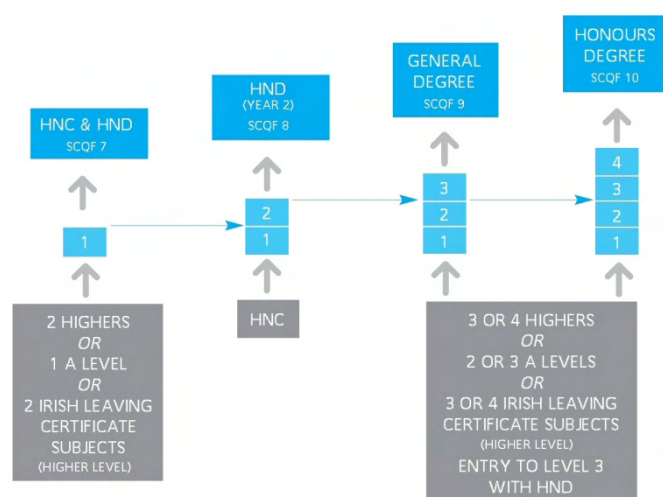 HNC & HND
SCQF 7
1
2 HIGHERS
OR
1 A LEVEL
OR
2 IRISH LEAVING
CERTIFICATE
SUBJECTS
(HIGHER LEVEL)
HND
(YEAR 2)
SCQF 8
2
1
HNC
GENERAL
DEGREE
SCQF 9
3
2
1
HONOURS
DEGREE
SCQF 10
4
3
2
1
3 OR 4 HIGHERS
OR
2 OR 3 A LEVELS
OR
3 OR 4 IRISH LEAVING
CERTIFICATE SUBJECTS
(HIGHER LEVEL)
ENTRY TO LEVEL 3
WITH HND